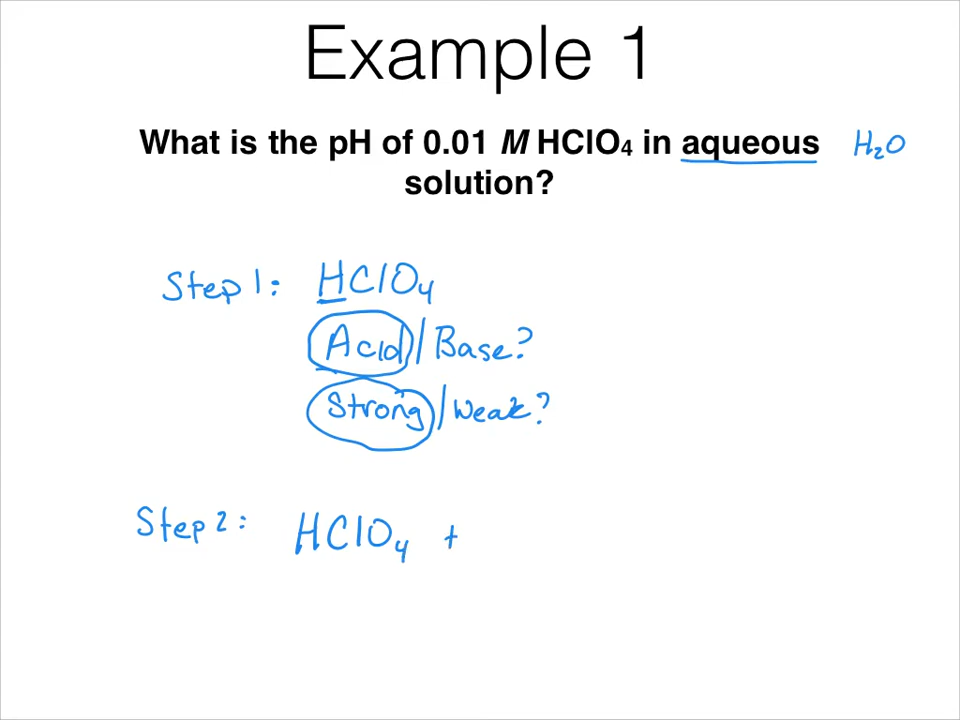 Example 1
What is the pH of 0.01 M HClO₄ in aqueous H₂O
solution?
Step 1: HClO₄
Acid/Base?
Strong/Weak?
Step 2: HClO₄ +